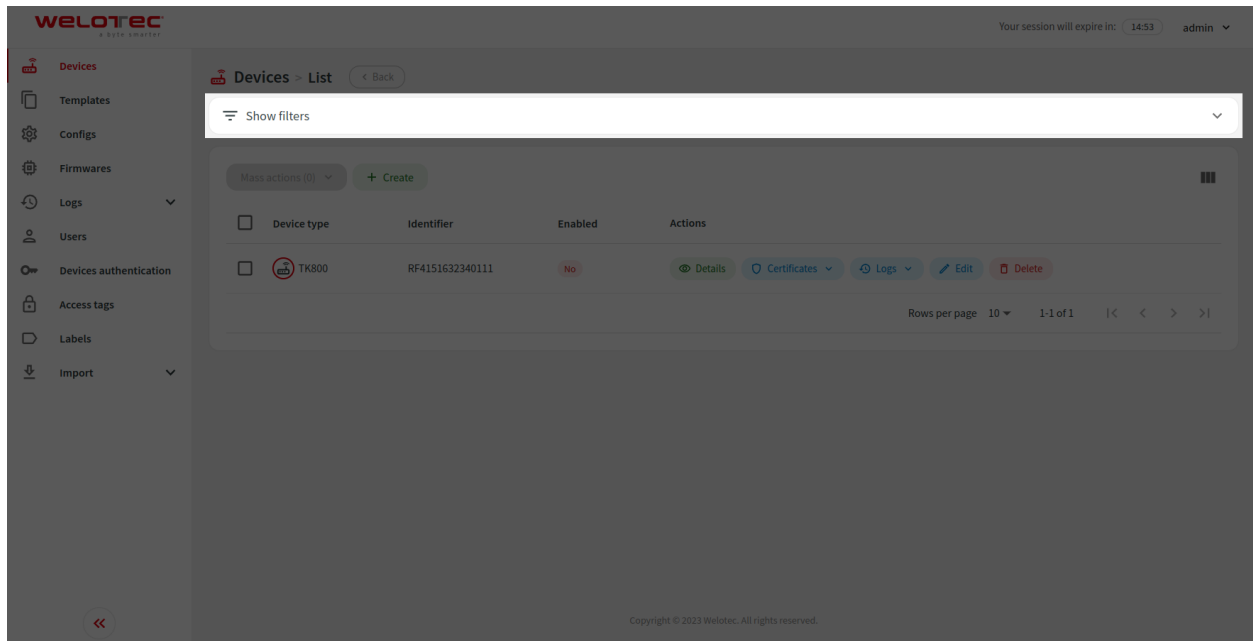 welotec
a byte smarter
Your session will expire in: 14:53 admin
Devices
Templates
Configs
Firmwares
Logs
Users
Devices authentication
Access tags
Labels
Import
Devices > List < Back
Show filters
Mass actions (0) + Create
Device type Identifier Enabled Actions
TK800 RF4151632340111 No Details Certificates Logs Edit Delete
Rows per page 10 1-1 of 1
Copyright © 2023 Welotec. All rights reserved.